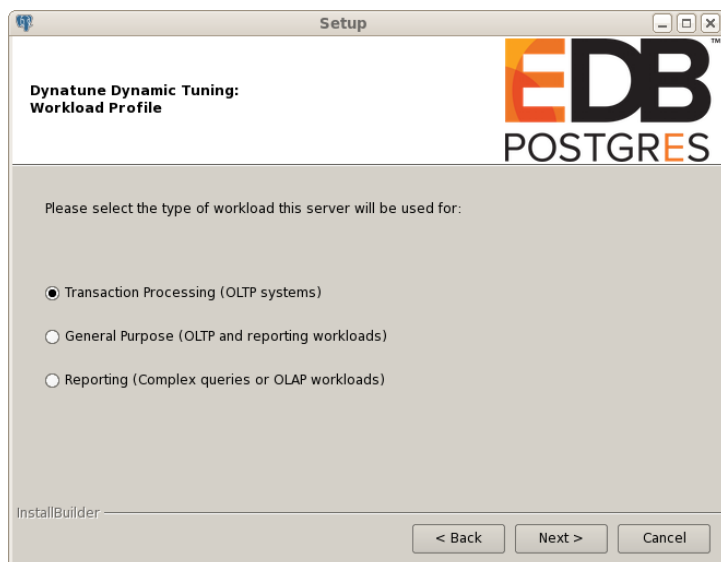 Setup
Dynatune Dynamic Tuning:
Workload Profile
EDB™
POSTGRES
Please select the type of workload this server will be used for:
Transaction Processing (OLTP systems)
General Purpose (OLTP and reporting workloads)
Reporting (Complex queries or OLAP workloads)
InstallBuilder
< Back Next > Cancel